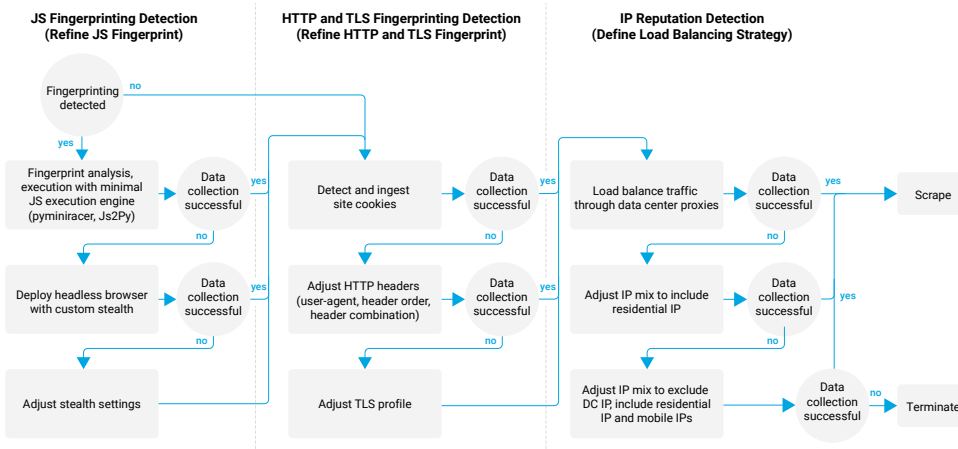 JS Fingerprinting Detection
(Refine JS Fingerprint)
HTTP and TLS Fingerprinting Detection
(Refine HTTP and TLS Fingerprint)
IP Reputation Detection
(Define Load Balancing Strategy)
Fingerprinting
detected
no
yes
Fingerprint analysis,
execution with minimal
JS execution engine
(pyminiracer, Js2Py)
Data
collection
successful
yes
no
Deploy headless browser
with custom stealth
Data
collection
successful
yes
no
Adjust stealth settings
Detect and ingest
site cookies
Data
collection
successful
yes
no
Adjust HTTP headers
(user-agent, header order,
header combination)
Data
collection
successful
yes
no
Adjust TLS profile
Load balance traffic
through data center proxies
Data
collection
successful
yes
no
Scrape
Adjust IP mix to include
residential IP
Data
collection
successful
yes
yes
no
Adjust IP mix to exclude
DC IP, include residential
IP and mobile IPs
Data
collection
successful
no
Terminate